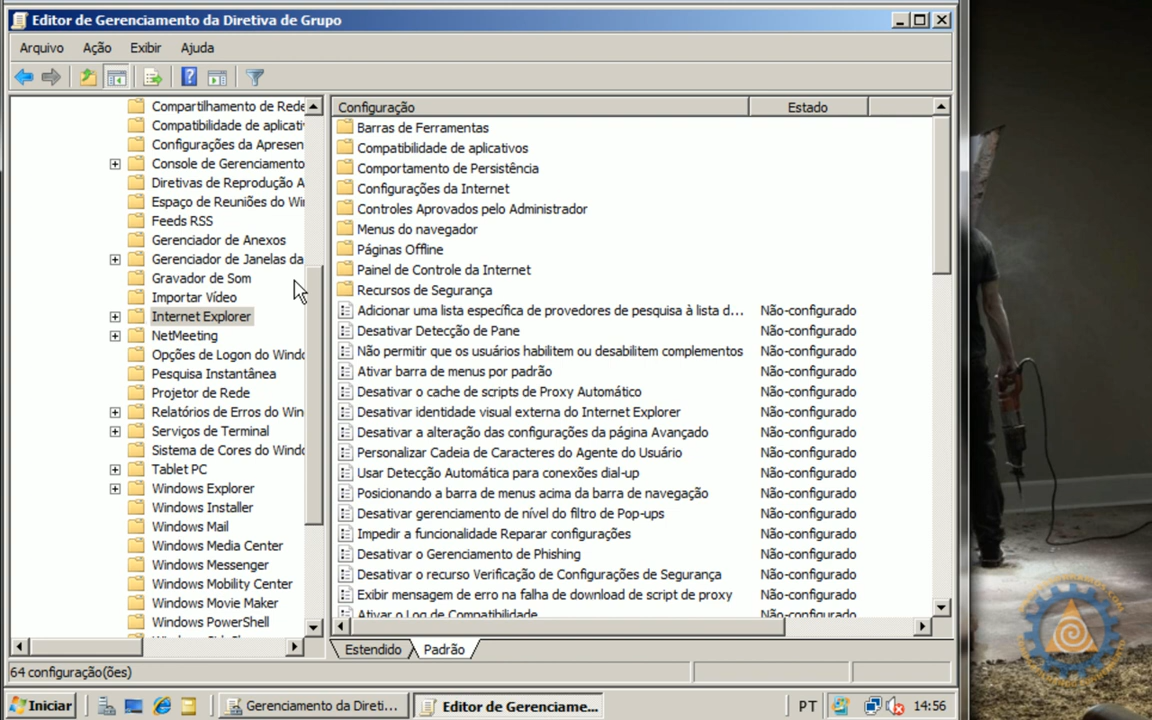 Editor de Gerenciamento da Diretiva de Grupo
Arquivo Ação Exibir Ajuda
Compartilhamento de Rede
Compatibilidade de aplicati
Configurações da Apresen
Console de Gerenciamento
Diretivas de Reprodução A
Espaço de Reuniões do Wi
Feeds RSS
Gerenciador de Anexos
Gerenciador de Janelas da
Gravador de Som
Importar Vídeo
Internet Explorer
NetMeeting
Opções de Logon do Windo
Pesquisa Instantânea
Projetor de Rede
Relatórios de Erros do Win
Serviços de Terminal
Sistema de Cores do Windo
Tablet PC
Windows Explorer
Windows Installer
Windows Mail
Windows Media Center
Windows Messenger
Windows Mobility Center
Windows Movie Maker
Windows PowerShell
Configuração Estado
Barras de Ferramentas
Compatibilidade de aplicativos
Comportamento de Persistência
Configurações da Internet
Controles Aprovados pelo Administrador
Menus do navegador
Páginas Offline
Painel de Controle da Internet
Recursos de Segurança
Adicionar uma lista específica de provedores de pesquisa à lista d... Não-configurado
Desativar Detecção de Pane Não-configurado
Não permitir que os usuários habilitem ou desabilitem complementos Não-configurado
Ativar barra de menus por padrão Não-configurado
Desativar o cache de scripts de Proxy Automático Não-configurado
Desativar identidade visual externa do Internet Explorer Não-configurado
Desativar a alteração das configurações da página Avançado Não-configurado
Personalizar Cadeia de Caracteres do Agente do Usuário Não-configurado
Usar Detecção Automática para conexões dial-up Não-configurado
Posicionando a barra de menus acima da barra de navegação Não-configurado
Desativar gerenciamento de nível do filtro de Pop-ups Não-configurado
Impedir a funcionalidade Reparar configurações Não-configurado
Desativar o Gerenciamento de Phishing Não-configurado
Desativar o recurso Verificação de Configurações de Segurança Não-configurado
Exibir mensagem de erro na falha de download de script de proxy Não-configurado
Ativar o Log de Compatibilidade Não-configurado
Estendido Padrão
64 configuração(ões)
Iniciar Gerenciamento da Direti... Editor de Gerenciame... PT 14:56